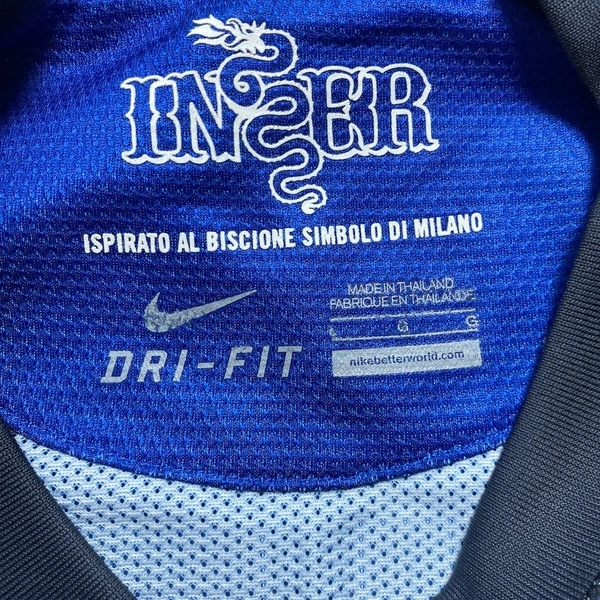 INTER
ISPIRATO AL BISCIONE SIMBOLO DI MILANO
DRI-FIT
MADE IN THAILAND
FABRIQUE EN THAILANDE
L G G
nikebetterworld.com